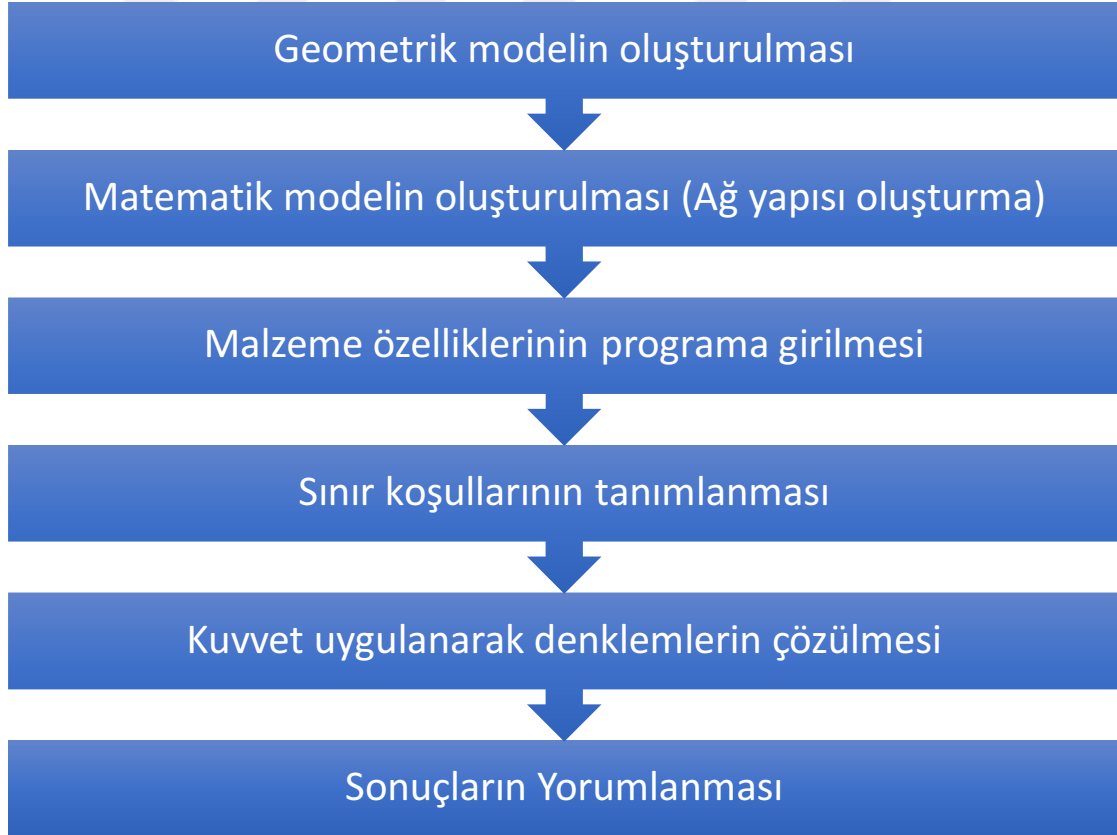 Geometrik modelin oluşturulması
Matematik modelin oluşturulması (Ağ yapısı oluşturma)
Malzeme özelliklerinin programa girilmesi
Sınır koşullarının tanımlanması
Kuvvet uygulanarak denklemlerin çözülmesi
Sonuçların Yorumlanması